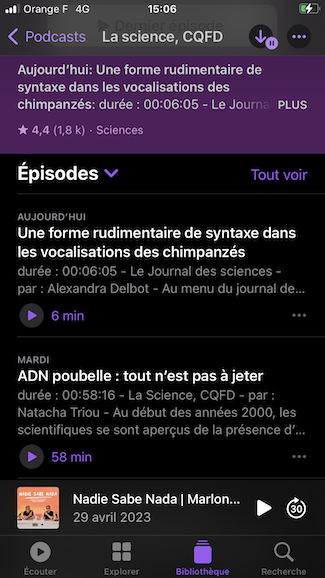 Orange F 4G 15:06
Dernier épisode
Podcasts La science, CQFD
Aujourd'hui: Une forme rudimentaire de
syntaxe dans les vocalisations des
chimpanzés: durée : 00:06:05 - Le Journal PLUS
4,4 (1,8 k) · Sciences
Épisodes Tout voir
AUJOURD'HUI
Une forme rudimentaire de syntaxe dans
les vocalisations des chimpanzés
durée : 00:06:05 - Le Journal des sciences -
par : Alexandra Delbot - Au menu du journal de...
6 min
MARDI
ADN poubelle : tout n'est pas à jeter
durée : 00:58:16 - La Science, CQFD - par :
Natacha Triou - Au début des années 2000, les
scientifiques se sont aperçus de la présence d'...
58 min
NADIE SABE NADA
Nadie Sabe Nada | Marlon...
29 avril 2023
30
Écouter Explorer Bibliothèque Recherche